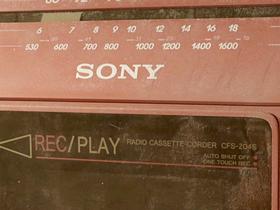 6 7 8 9 10 12 14 16 18
530 600 700 800 1000 1200 1400 1600
SONY
REC/PLAY RADIO CASSETTE-CORDER CFS-204S
AUTO SHUT OFF
ONE TOUCH REC